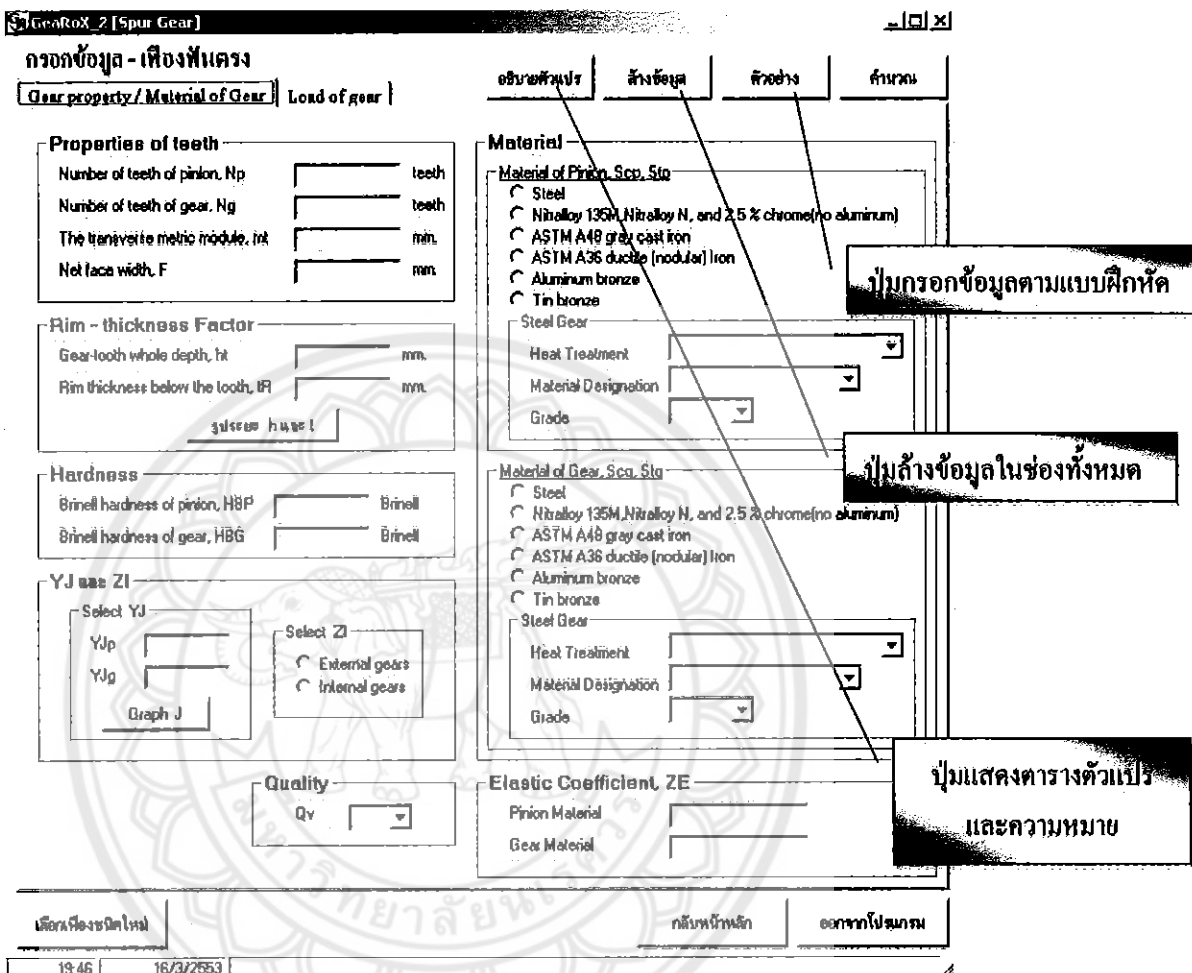 GeaRoX_2 [Spur Gear]
กรอกข้อมูล - เฟืองฟันตรง
อธิบายตัวแปร
ล้างข้อมูล
ตัวอย่าง
คำนวณ
Gear property / Material of Gear
Load of gear
Properties of teeth
Number of teeth of pinion, Np
teeth
Number of teeth of gear, Ng
teeth
The transverse metric module, mt
mm.
Net face width, F
mm.
Rim - thickness Factor
Gear-tooth whole depth, ht
mm.
Rim thickness below the tooth, tR
mm.
Hardness
Brinell hardness of pinion, HBP
Brinell
Brinell hardness of gear, HBG
Brinell
YJ และ ZI
Select YJ
YJp
YJg
Graph J
Select ZI
External gears
Internal gears
Quality
Qv
Material
Material of Pinion, Scp, Stp
Steel
Nitralloy 135M,Nitralloy N, and 2.5 % chrome(no aluminum)
ASTM A48 gray cast iron
ASTM A36 ductile (nodular) Iron
Aluminum bronze
Tin bronze
Steel Gear
Heat Treatment
Material Designation
Grade
Material of Gear, Scg, Stg
Steel
Nitralloy 135M,Nitralloy N, and 2.5 % chrome(no aluminum)
ASTM A48 gray cast iron
ASTM A36 ductile (nodular) Iron
Aluminum bronze
Tin bronze
Steel Gear
Heat Treatment
Material Designation
Grade
Elastic Coefficient, ZE
Pinion Material
Gear Material
ปุ่มกรอกข้อมูลตามแบบฝึกหัด
ปุ่มล้างข้อมูลในช่องทั้งหมด
ปุ่มแสดงตารางตัวแปร
และความหมาย
เลือกเฟืองชนิดใหม่
กลับหน้าหลัก
ออกจากโปรแกรม
19:46
16/3/2553
มหาวิทยาลัยนเรศวร